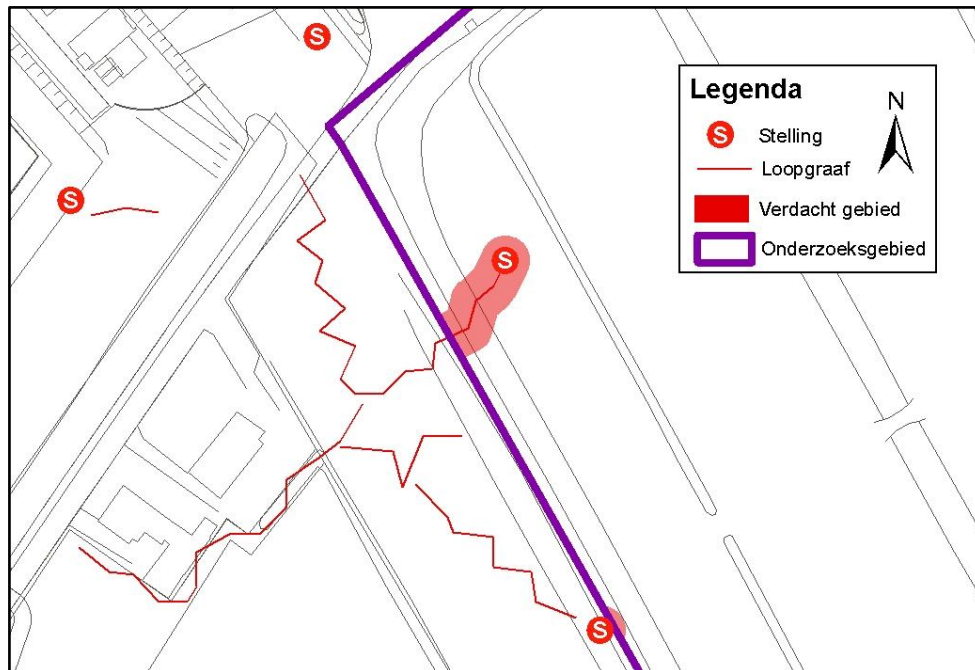 S
Legenda
N
S Stelling
Loopgraaf
S
Verdacht gebied
Onderzoeksgebied
S
S